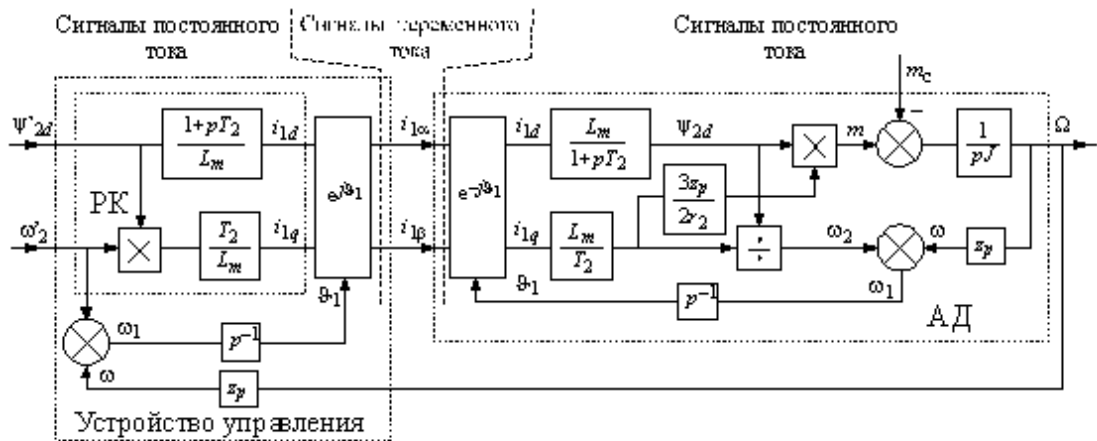 Сигналы постоянного
тока
Сигналы переменного
тока
Сигналы постоянного
тока
m_c
ψ'_2d
1+pT_2
L_m
i_1d
i_1α
i_1d
L_m
1+pT_2
ψ_2d
m
−
1
pJ
Ω
e^jϑ_1
e^-jϑ_1
3z_p
2r_2
РК
ω'_2
T_2
L_m
i_1q
i_1β
i_1q
L_m
T_2
ω_2
ω
z_p
ϑ_1
ϑ_1
p^-1
ω_1
АД
ω_1
p^-1
ω
z_p
Устройство управления